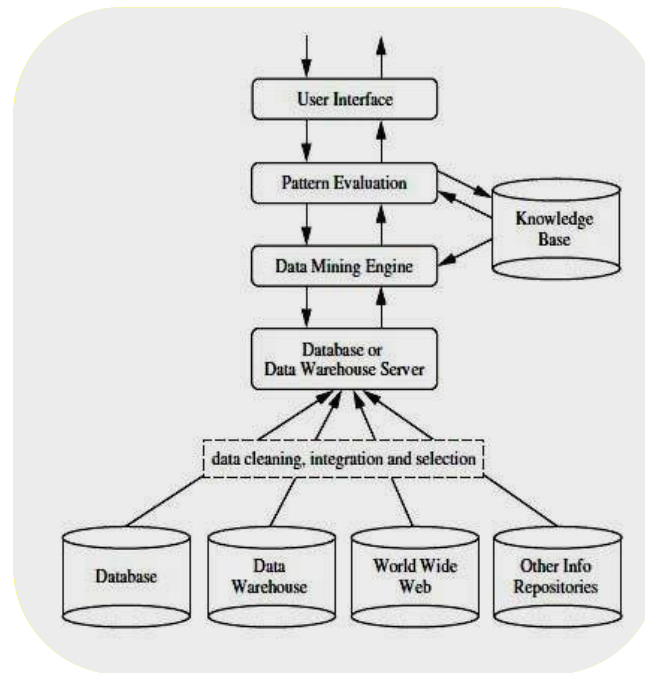 User Interface
Pattern Evaluation
Knowledge
Base
Data Mining Engine
Database or
Data Warehouse Server
data cleaning, integration and selection
Database
Data
Warehouse
World Wide
Web
Other Info
Repositories